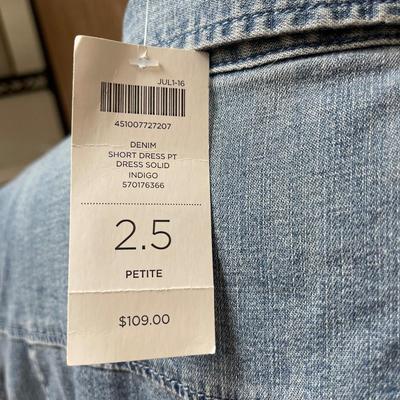 JUL1-16
451007727207
DENIM
SHORT DRESS PT
DRESS SOLID
INDIGO
570176366
2.5
PETITE
$109.00